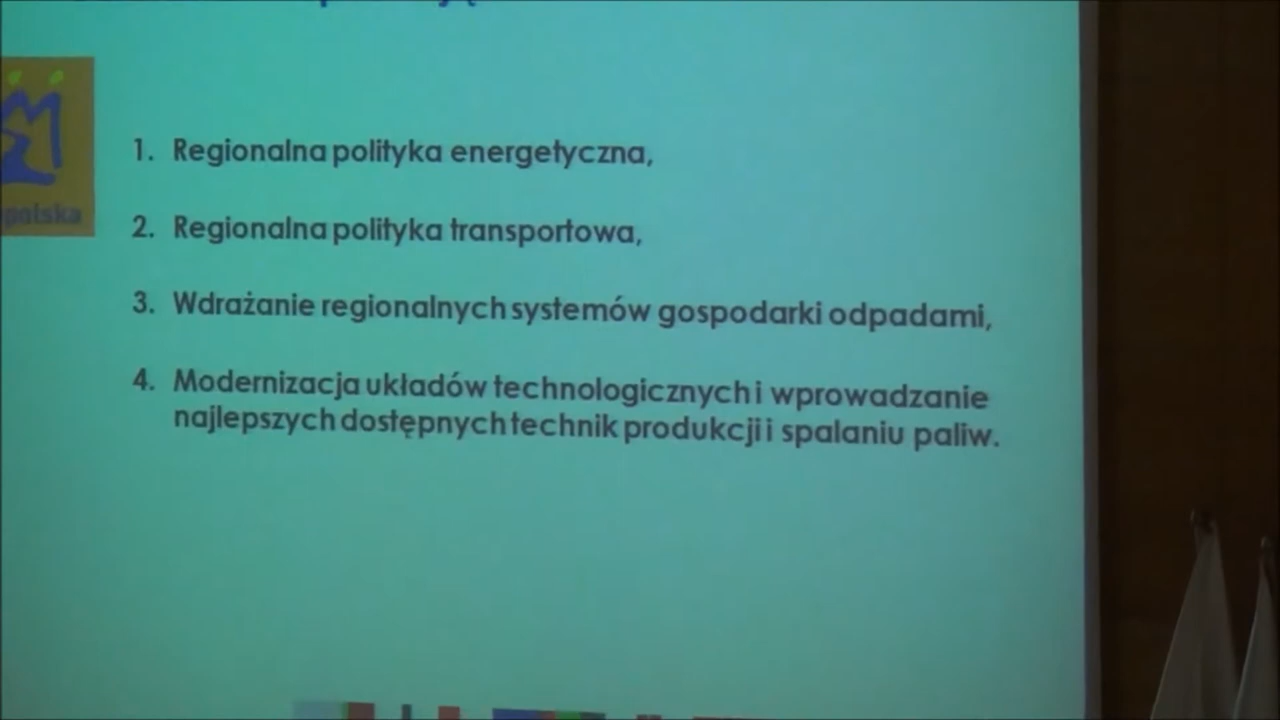 1. Regionalna polityka energetyczna,
2. Regionalna polityka transportowa,
polska
3. Wdrażanie regionalnych systemów gospodarki odpadami,
4. Modernizacja układów technologicznych i wprowadzanie
najlepszych dostępnych technik produkcji i spalaniu paliw.